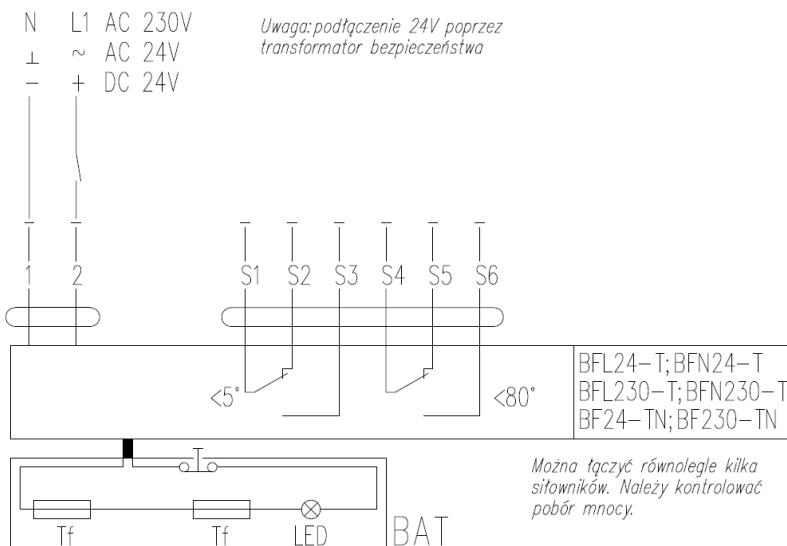 N L1 AC 230V
⊥ ~ AC 24V
− + DC 24V
Uwaga: podłączenie 24V poprzez
transformator bezpieczeństwa
1 2 S1 S2 S3 S4 S5 S6
<5° <80°
BFL24-T; BFN24-T
BFL230-T; BFN230-T
BF24-TN; BF230-TN
Można łączyć równolegle kilka
siłowników. Należy kontrolować
pobór mnocy.
Tf Tf LED BAT